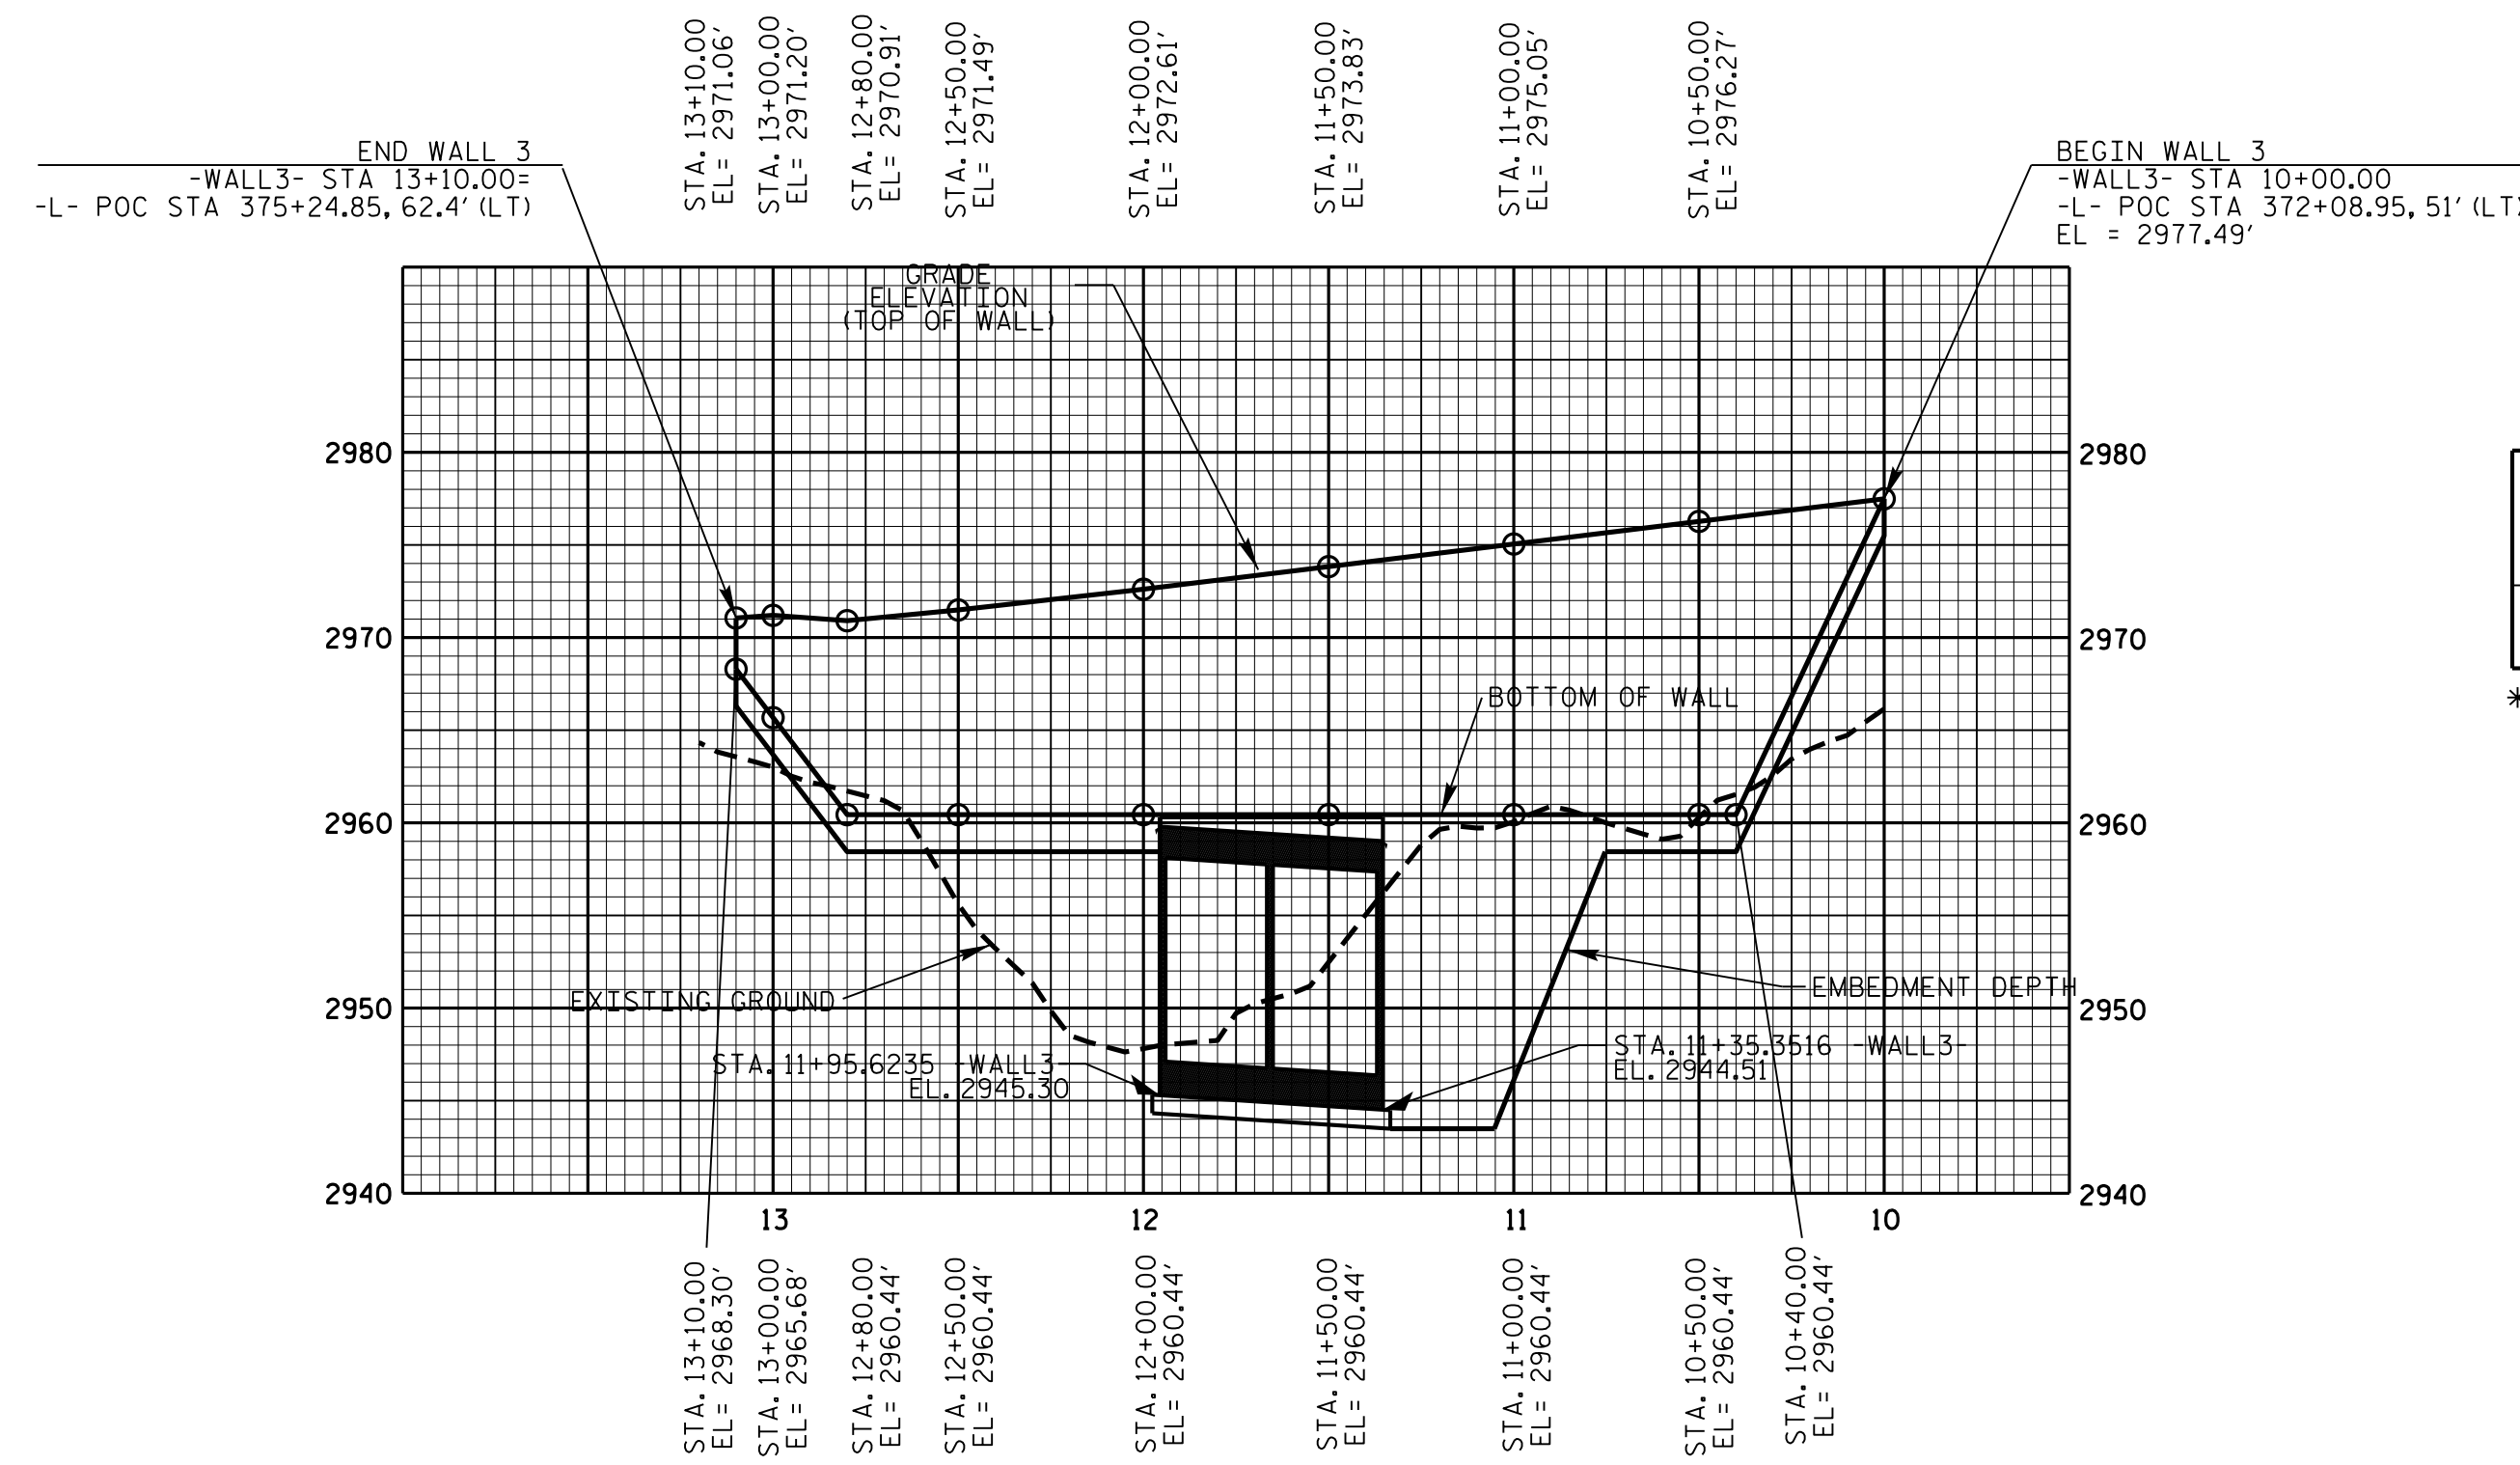 STA. 13+10.00
EL= 2971.06'
STA. 13+00.00
EL= 2971.20'
STA. 12+80.00
EL= 2970.91'
STA. 12+50.00
EL= 2971.49'
STA. 12+00.00
EL= 2972.61'
STA. 11+50.00
EL= 2973.83'
STA. 11+00.00
EL= 2975.05'
STA. 10+50.00
EL= 2976.27'
END WALL 3
-WALL3- STA 13+10.00=
-L- POC STA 375+24.85, 62.4' (LT)
BEGIN WALL 3
-WALL3- STA 10+00.00
-L- POC STA 372+08.95, 51' (LT)
EL = 2977.49'
GRADE
ELEVATION
(TOP OF WALL)
2980
2980
2970
2970
BOTTOM OF WALL
*
2960
2960
EXISTING GROUND
EMBEDMENT DEPTH
2950
2950
STA. 11+95.6235 -WALL3-
EL. 2945.30
STA. 11+35.3516 -WALL3-
EL. 2944.51
2940
2940
13
12
11
10
STA. 13+10.00
EL= 2968.30'
STA. 13+00.00
EL= 2965.68'
STA. 12+80.00
EL= 2960.44'
STA. 12+50.00
EL= 2960.44'
STA. 12+00.00
EL= 2960.44'
STA. 11+50.00
EL= 2960.44'
STA. 11+00.00
EL= 2960.44'
STA. 10+50.00
EL= 2960.44'
STA. 10+40.00
EL= 2960.44'